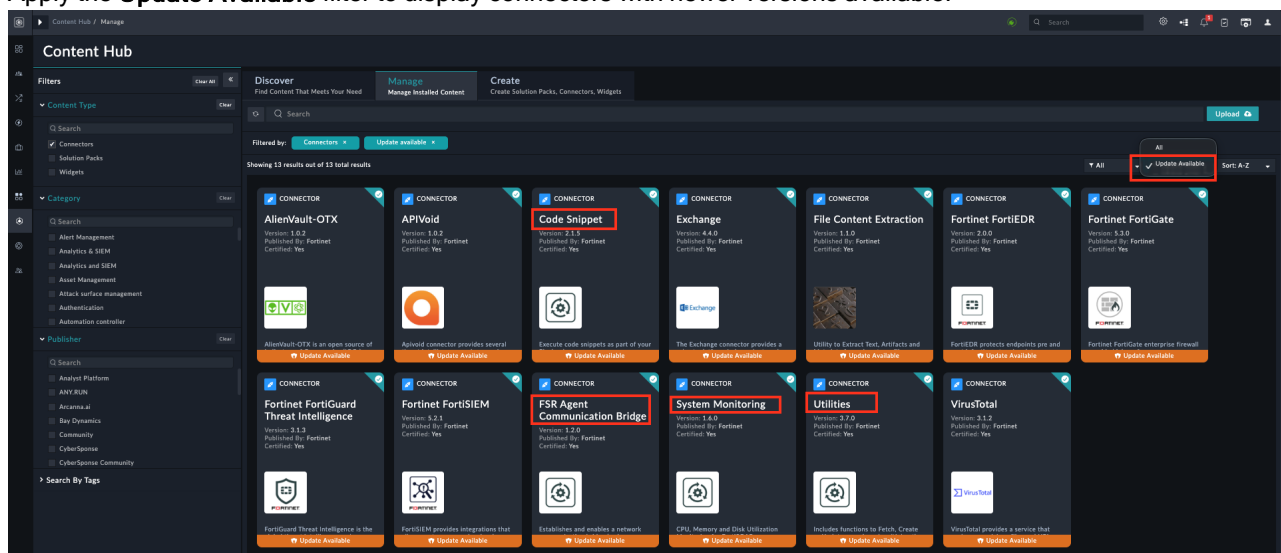 Apply the Update Available filter to display connectors with newer versions available.
Content Hub / Manage
Search
Content Hub
Filters
Clear All
Content Type
Clear
Search
Connectors
Solution Packs
Widgets
Category
Clear
Search
Alert Management
Analytics & SIEM
Analytics and SIEM
Asset Management
Attack surface management
Authentication
Automation controller
Publisher
Clear
Search
Analyst Platform
ANY.RUN
Arcanna.ai
Bay Dynamics
Community
CyberSponse
CyberSponse Community
Search By Tags
Discover
Find Content That Meets Your Need
Manage
Manage Installed Content
Create
Create Solution Packs, Connectors, Widgets
Search
Upload
Filtered by:
Connectors ×
Update available ×
Showing 13 results out of 13 total results
All
All
Update Available
Sort: A-Z
CONNECTOR
AlienVault-OTX
Version: 1.0.2
Published By: Fortinet
Certified: Yes
AlienVault-OTX is an open source of
Update Available
CONNECTOR
APIVoid
Version: 1.0.2
Published By: Fortinet
Certified: Yes
Apivoid connector provides several
Update Available
CONNECTOR
Code Snippet
Version: 2.1.5
Published By: Fortinet
Certified: Yes
Execute code snippets as part of your
Update Available
CONNECTOR
Exchange
Version: 4.4.0
Published By: Fortinet
Certified: Yes
Exchange
The Exchange connector provides a
Update Available
CONNECTOR
File Content Extraction
Version: 1.1.0
Published By: Fortinet
Certified: Yes
Utility to Extract Text, Artifacts and
Update Available
CONNECTOR
Fortinet FortiEDR
Version: 2.0.0
Published By: Fortinet
Certified: Yes
FORTINET
FortiEDR protects endpoints pre and
Update Available
CONNECTOR
Fortinet FortiGate
Version: 5.3.0
Published By: Fortinet
Certified: Yes
FORTINET
Fortinet FortiGate enterprise firewall
Update Available
CONNECTOR
Fortinet FortiGuard
Threat Intelligence
Version: 3.1.3
Published By: Fortinet
Certified: Yes
FORTINET
FortiGuard Threat Intelligence is the
Update Available
CONNECTOR
Fortinet FortiSIEM
Version: 5.2.1
Published By: Fortinet
Certified: Yes
FORTINET
FortiSIEM provides integrations that
Update Available
CONNECTOR
FSR Agent
Communication Bridge
Version: 1.2.0
Published By: Fortinet
Certified: Yes
Establishes and enables a network
Update Available
CONNECTOR
System Monitoring
Version: 1.6.0
Published By: Fortinet
Certified: Yes
CPU, Memory and Disk Utilization
Update Available
CONNECTOR
Utilities
Version: 3.7.0
Published By: Fortinet
Certified: Yes
Includes functions to Fetch, Create
Update Available
CONNECTOR
VirusTotal
Version: 3.1.2
Published By: Fortinet
Certified: Yes
VirusTotal
VirusTotal provides a service that
Update Available